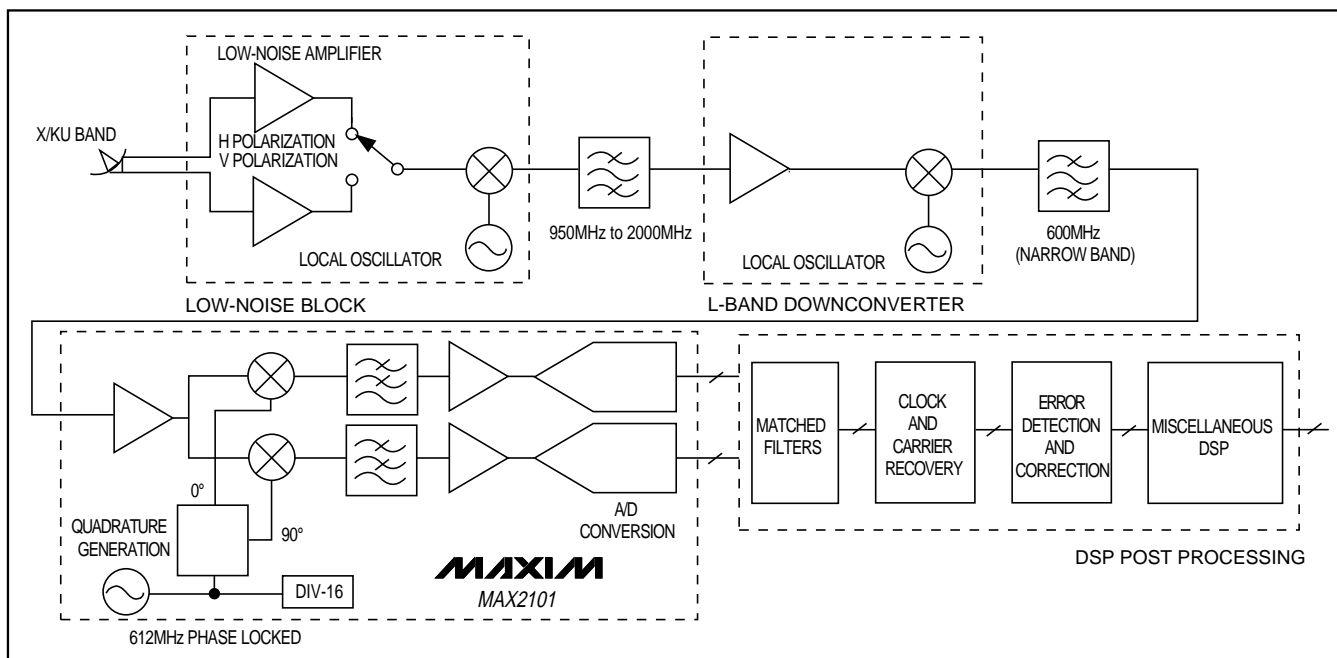 LOW-NOISE AMPLIFIER
X/KU BAND
H POLARIZATION
V POLARIZATION
LOCAL OSCILLATOR
LOW-NOISE BLOCK
950MHz to 2000MHz
LOCAL OSCILLATOR
L-BAND DOWNCONVERTER
600MHz
(NARROW BAND)
0°
90°
QUADRATURE
GENERATION
DIV-16
612MHz PHASE LOCKED
A/D
CONVERSION
MAXIM
MAX2101
MATCHED
FILTERS
CLOCK
AND
CARRIER
RECOVERY
ERROR
DETECTION
AND
CORRECTION
MISCELLANEOUS
DSP
DSP POST PROCESSING